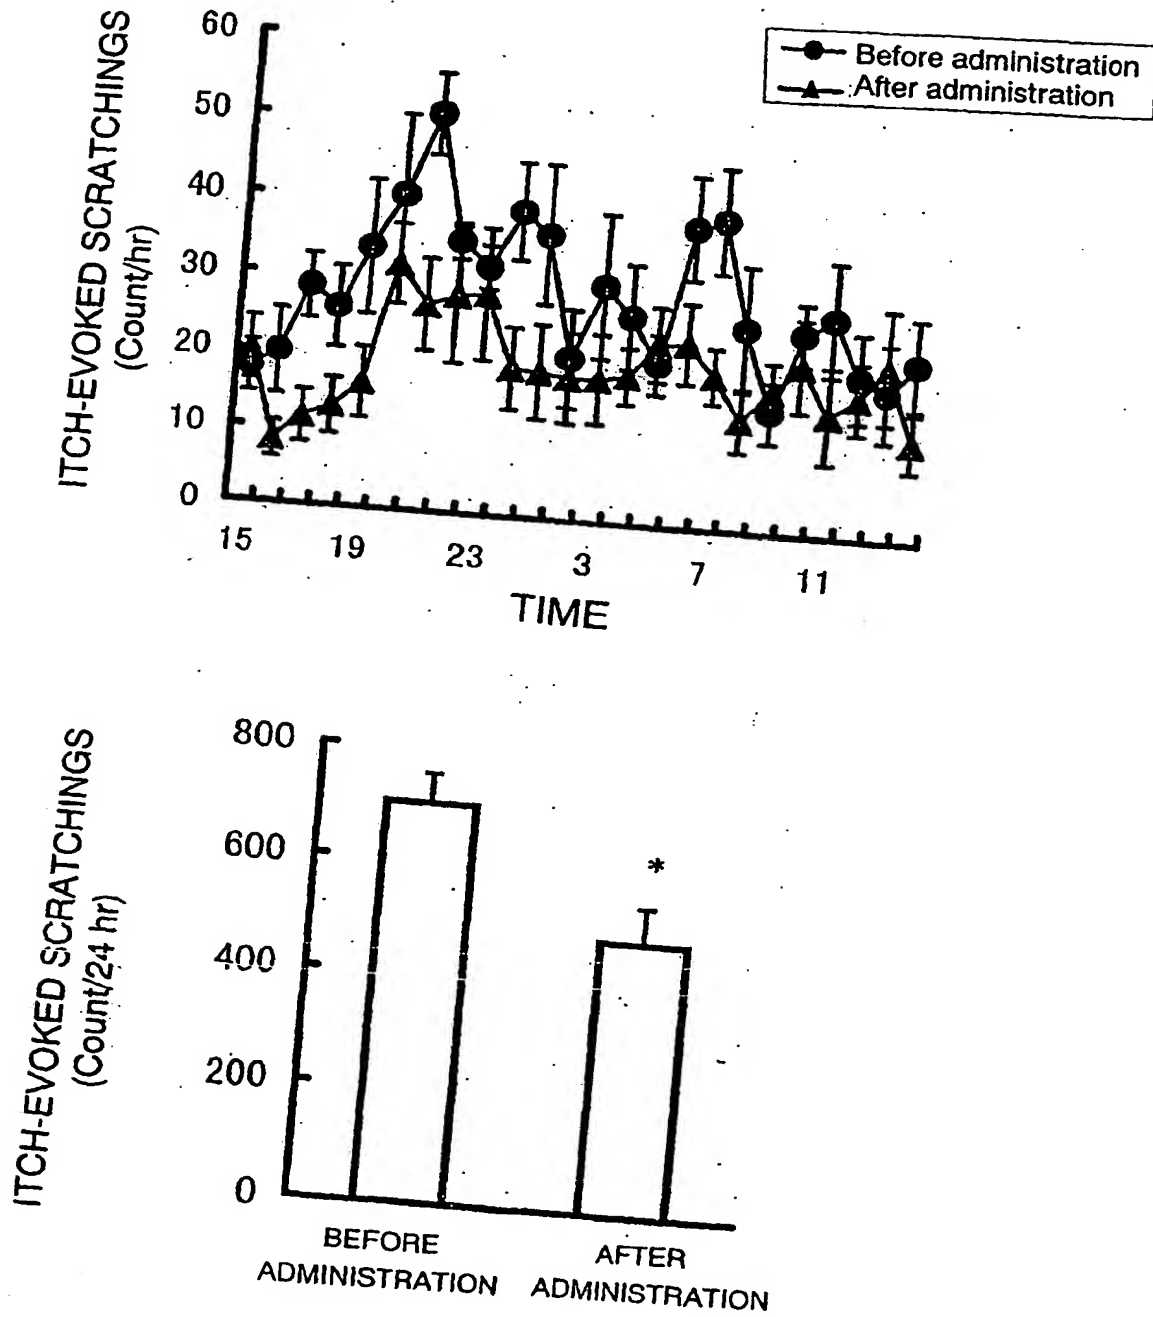 ITCH-EVOKED SCRATCHINGS
(Count/hr)
60
50
40
30
20
10
0
Before administration
:After administration
15 19 23 3 7 11
TIME
ITCH-EVOKED SCRATCHINGS
(Count/24 hr)
800
600
400
200
0
*
BEFORE
ADMINISTRATION
AFTER
ADMINISTRATION